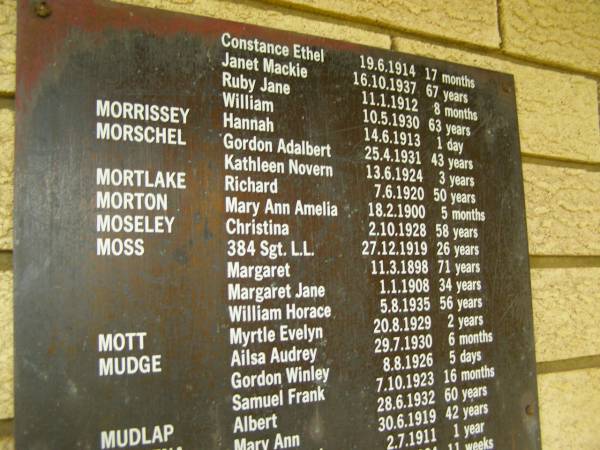 Constance Ethel 19.6.1914 17 months
Janet Mackie 16.10.1937 67 years
Ruby Jane 11.1.1912 8 months
MORRISSEY William 10.5.1930 63 years
MORSCHEL Hannah 14.6.1913 1 day
Gordon Adalbert 25.4.1931 43 years
Kathleen Novern 13.6.1924 3 years
MORTLAKE Richard 7.6.1920 50 years
MORTON Mary Ann Amelia 18.2.1900 5 months
MOSELEY Christina 2.10.1928 58 years
MOSS 384 Sgt. L.L. 27.12.1919 26 years
Margaret 11.3.1898 71 years
Margaret Jane 1.1.1908 34 years
William Horace 5.8.1935 56 years
MOTT Myrtle Evelyn 20.8.1929 2 years
MUDGE Ailsa Audrey 29.7.1930 6 months
Gordon Winley 8.8.1926 5 days
Samuel Frank 7.10.1923 16 months
MUDLAP Albert 28.6.1932 60 years
Mary Ann 30.6.1919 42 years
2.7.1911 1 year
11 weeks